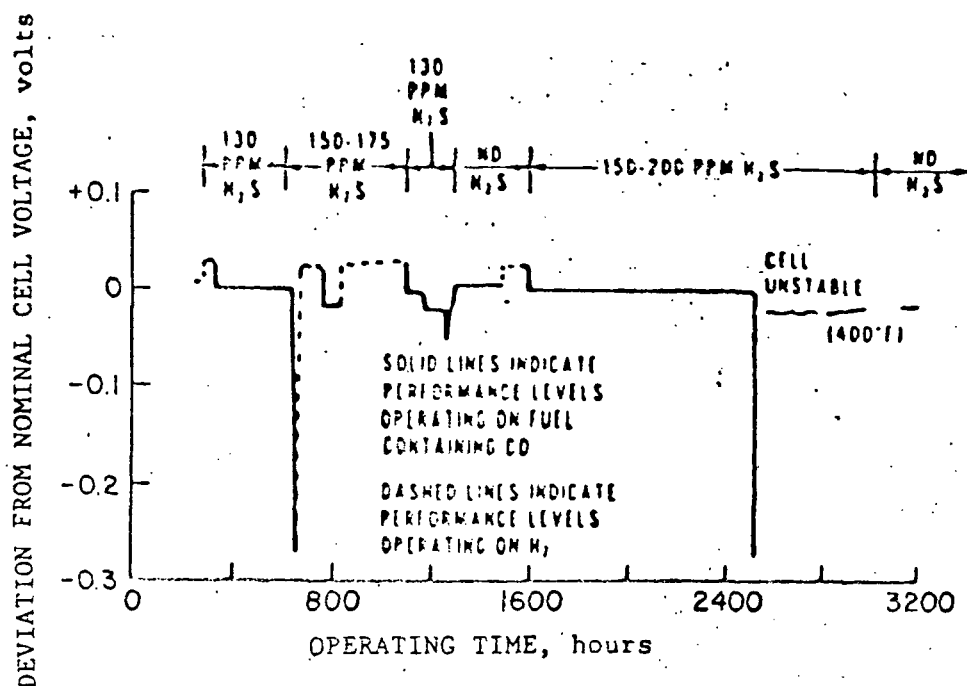 DEVIATION FROM NOMINAL CELL VOLTAGE, volts
130
PPM
H₂S
130
PPM
H₂S
150-175
PPM
H₂S
NO
H₂S
150-200 PPM H₂S
NO
H₂S
+0.1
0
-0.1
-0.2
-0.3
CELL
UNSTABLE
(400°F)
SOLID LINES INDICATE
PERFORMANCE LEVELS
OPERATING ON FUEL
CONTAINING CO
DASHED LINES INDICATE
PERFORMANCE LEVELS
OPERATING ON H₂
0 800 1600 2400 3200
OPERATING TIME, hours